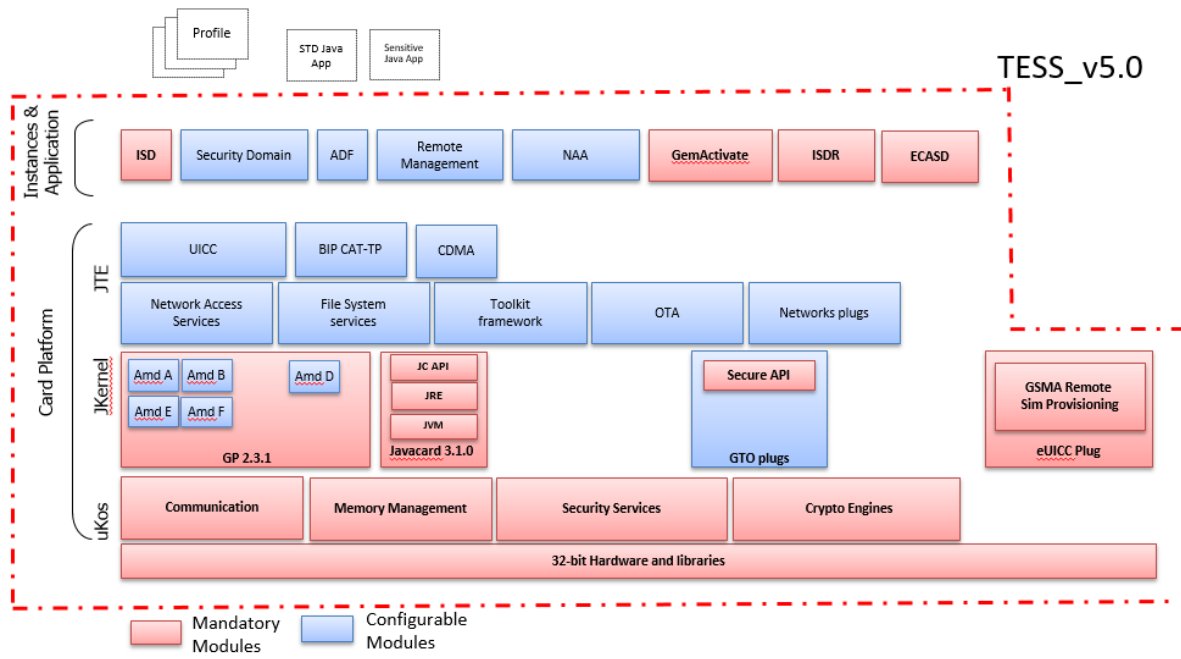 Profile
STD Java
App
Sensitive
Java App
TESS_v5.0
Instances &
Application
ISD
Security Domain
ADF
Remote
Management
NAA
GemActivate
ISDR
ECASD
Card Platform
JTE
UICC
BIP CAT-TP
CDMA
Network Access
Services
File System
services
Toolkit
framework
OTA
Networks plugs
JKernel
Amd A
Amd B
Amd D
Amd E
Amd F
GP 2.3.1
JC API
JRE
JVM
Javacard 3.1.0
Secure API
GTO plugs
GSMA Remote
Sim Provisioning
eUICC Plug
uKos
Communication
Memory Management
Security Services
Crypto Engines
32-bit Hardware and libraries
Mandatory
Modules
Configurable
Modules